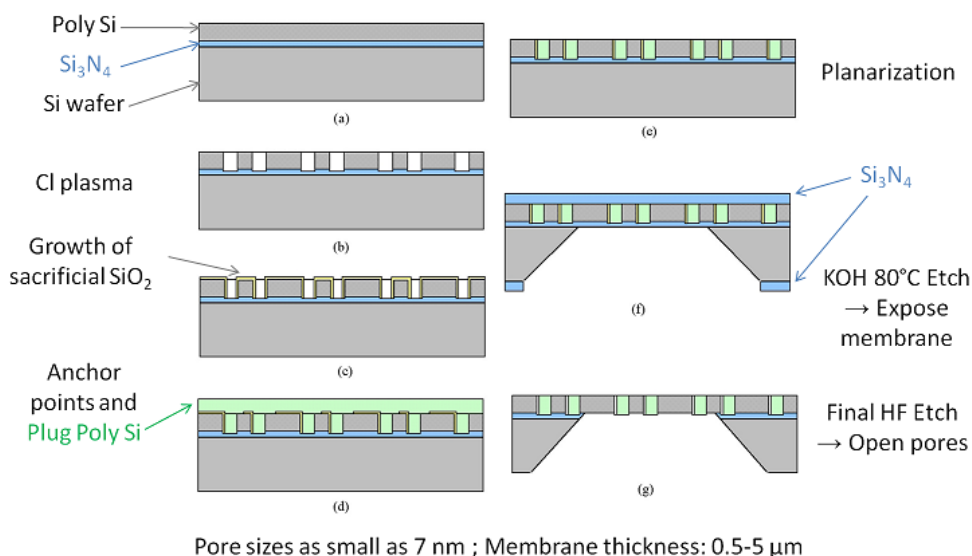 Poly Si
Si₃N₄
Si wafer
(a)
Cl plasma
(b)
Growth of
sacrificial SiO₂
(c)
Anchor
points and
Plug Poly Si
(d)
Planarization
(e)
Si₃N₄
KOH 80°C Etch
→ Expose
membrane
(f)
Final HF Etch
→ Open pores
(g)
Pore sizes as small as 7 nm ; Membrane thickness: 0.5-5 µm